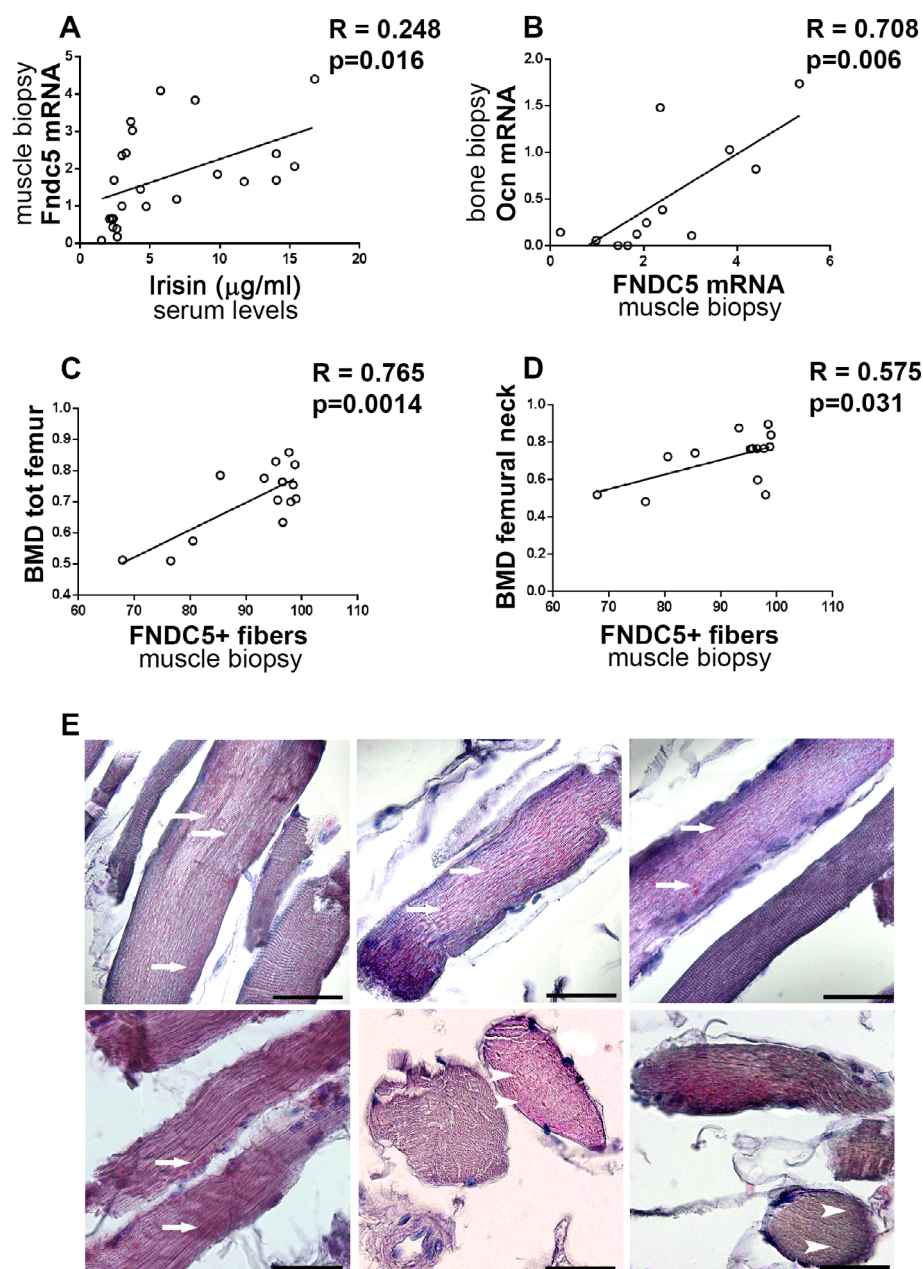 A
R = 0.248
p=0.016
muscle biopsy
Fndc5 mRNA
5
4
3
2
1
0
0 5 10 15 20
Irisin (μg/ml)
serum levels
B
R = 0.708
p=0.006
bone biopsy
Ocn mRNA
2.0
1.5
1.0
0.5
0.0
0 2 4 6
FNDC5 mRNA
muscle biopsy
C
R = 0.765
p=0.0014
BMD tot femur
1.0
0.9
0.8
0.7
0.6
0.5
0.4
60 70 80 90 100 110
FNDC5+ fibers
muscle biopsy
D
R = 0.575
p=0.031
BMD femural neck
1.0
0.8
0.6
0.4
0.2
0.0
60 70 80 90 100 110
FNDC5+ fibers
muscle biopsy
E